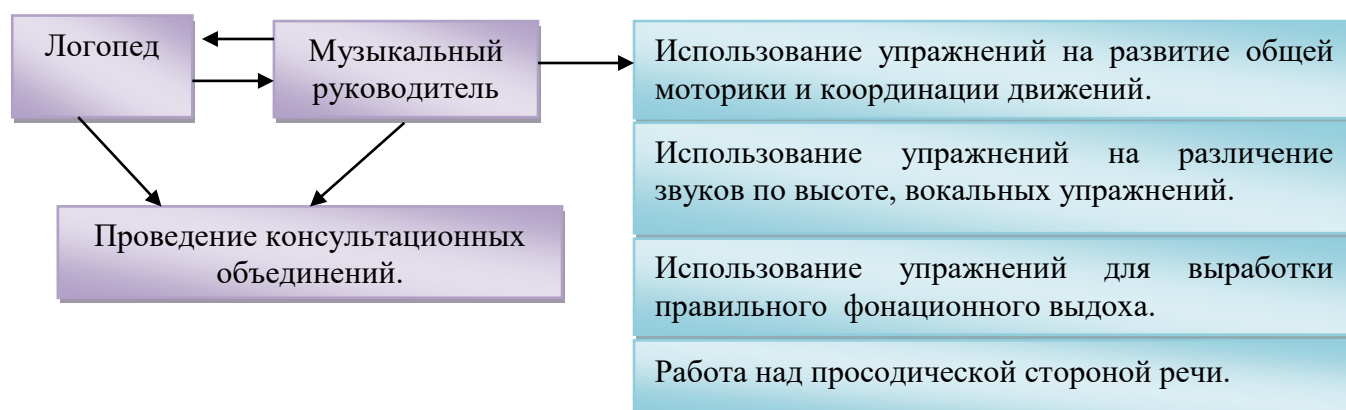 Логопед
Музыкальный
руководитель
Проведение консультационных
объединений.
Использование упражнений на развитие общей
моторики и координации движений.
Использование упражнений на различение
звуков по высоте, вокальных упражнений.
Использование упражнений для выработки
правильного фонационного выдоха.
Работа над просодической стороной речи.